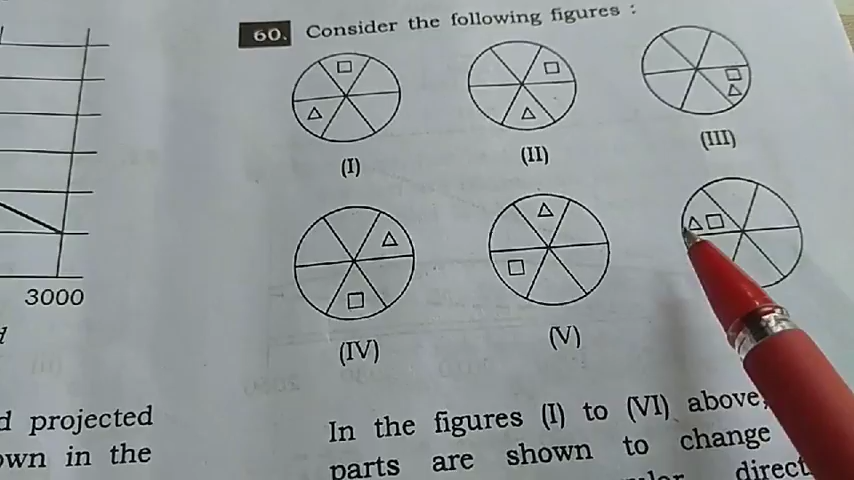 60. Consider the following figures :
(I)
(II)
(III)
(IV)
(V)
3000
d projected
own in the
In the figures (I) to (VI) above,
parts are shown to change
direct